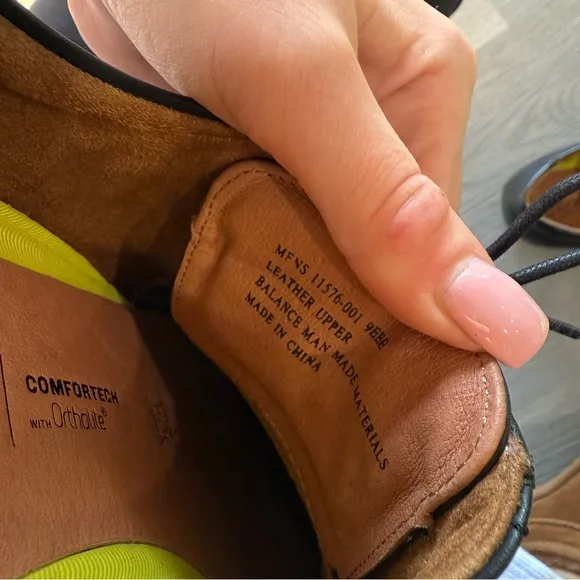 MENS 11576-001 9EEE
LEATHER UPPER
BALANCE MAN MADE MATERIALS
MADE IN CHINA
COMFORTECH
WITH OrthoLite®